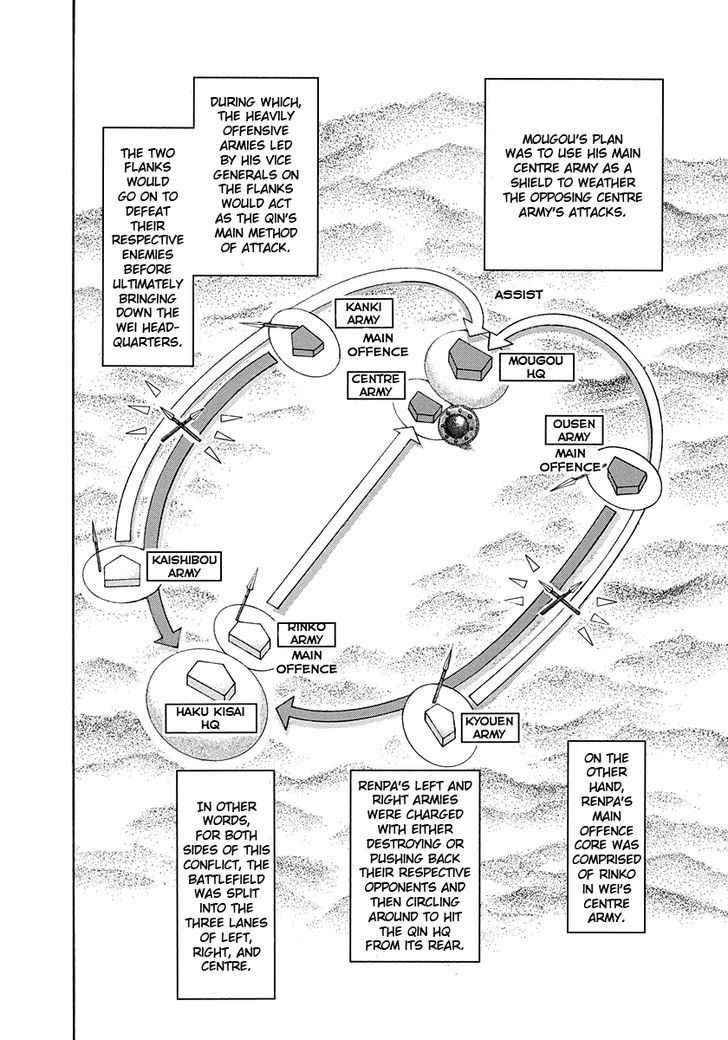 MOUGOU'S PLAN
WAS TO USE HIS MAIN
CENTRE ARMY AS A
SHIELD TO WEATHER
THE OPPOSING CENTRE
ARMY'S ATTACKS.
DURING WHICH,
THE HEAVILY
OFFENSIVE
ARMIES LED
BY HIS VICE
GENERALS ON
THE FLANKS
WOULD ACT
AS THE QIN'S
MAIN METHOD
OF ATTACK.
THE TWO
FLANKS
WOULD
GO ON TO
DEFEAT
THEIR
RESPECTIVE
ENEMIES
BEFORE
ULTIMATELY
BRINGING
DOWN THE
WEI HEAD-
QUARTERS.
ASSIST
KANKI
ARMY
MAIN
OFFENCE
MOUGOU
HQ
CENTRE
ARMY
OUSEN
ARMY
MAIN
OFFENCE
KAISHIBOU
ARMY
RINKO
ARMY
MAIN
OFFENCE
HAKU KISAI
HQ
KYOUEN
ARMY
ON THE
OTHER
HAND,
RENPA'S
MAIN
OFFENCE
CORE WAS
COMPRISED
OF RINKO
IN WEI'S
CENTRE
ARMY.
RENPA'S LEFT AND
RIGHT ARMIES
WERE CHARGED
WITH EITHER
DESTROYING OR
PUSHING BACK
THEIR RESPECTIVE
OPPONENTS AND
THEN CIRCLING
AROUND TO HIT
THE QIN HQ
FROM ITS REAR.
IN OTHER
WORDS,
FOR BOTH
SIDES OF THIS
CONFLICT, THE
BATTLEFIELD
WAS SPLIT
INTO THE
THREE LANES
OF LEFT,
RIGHT, AND
CENTRE.